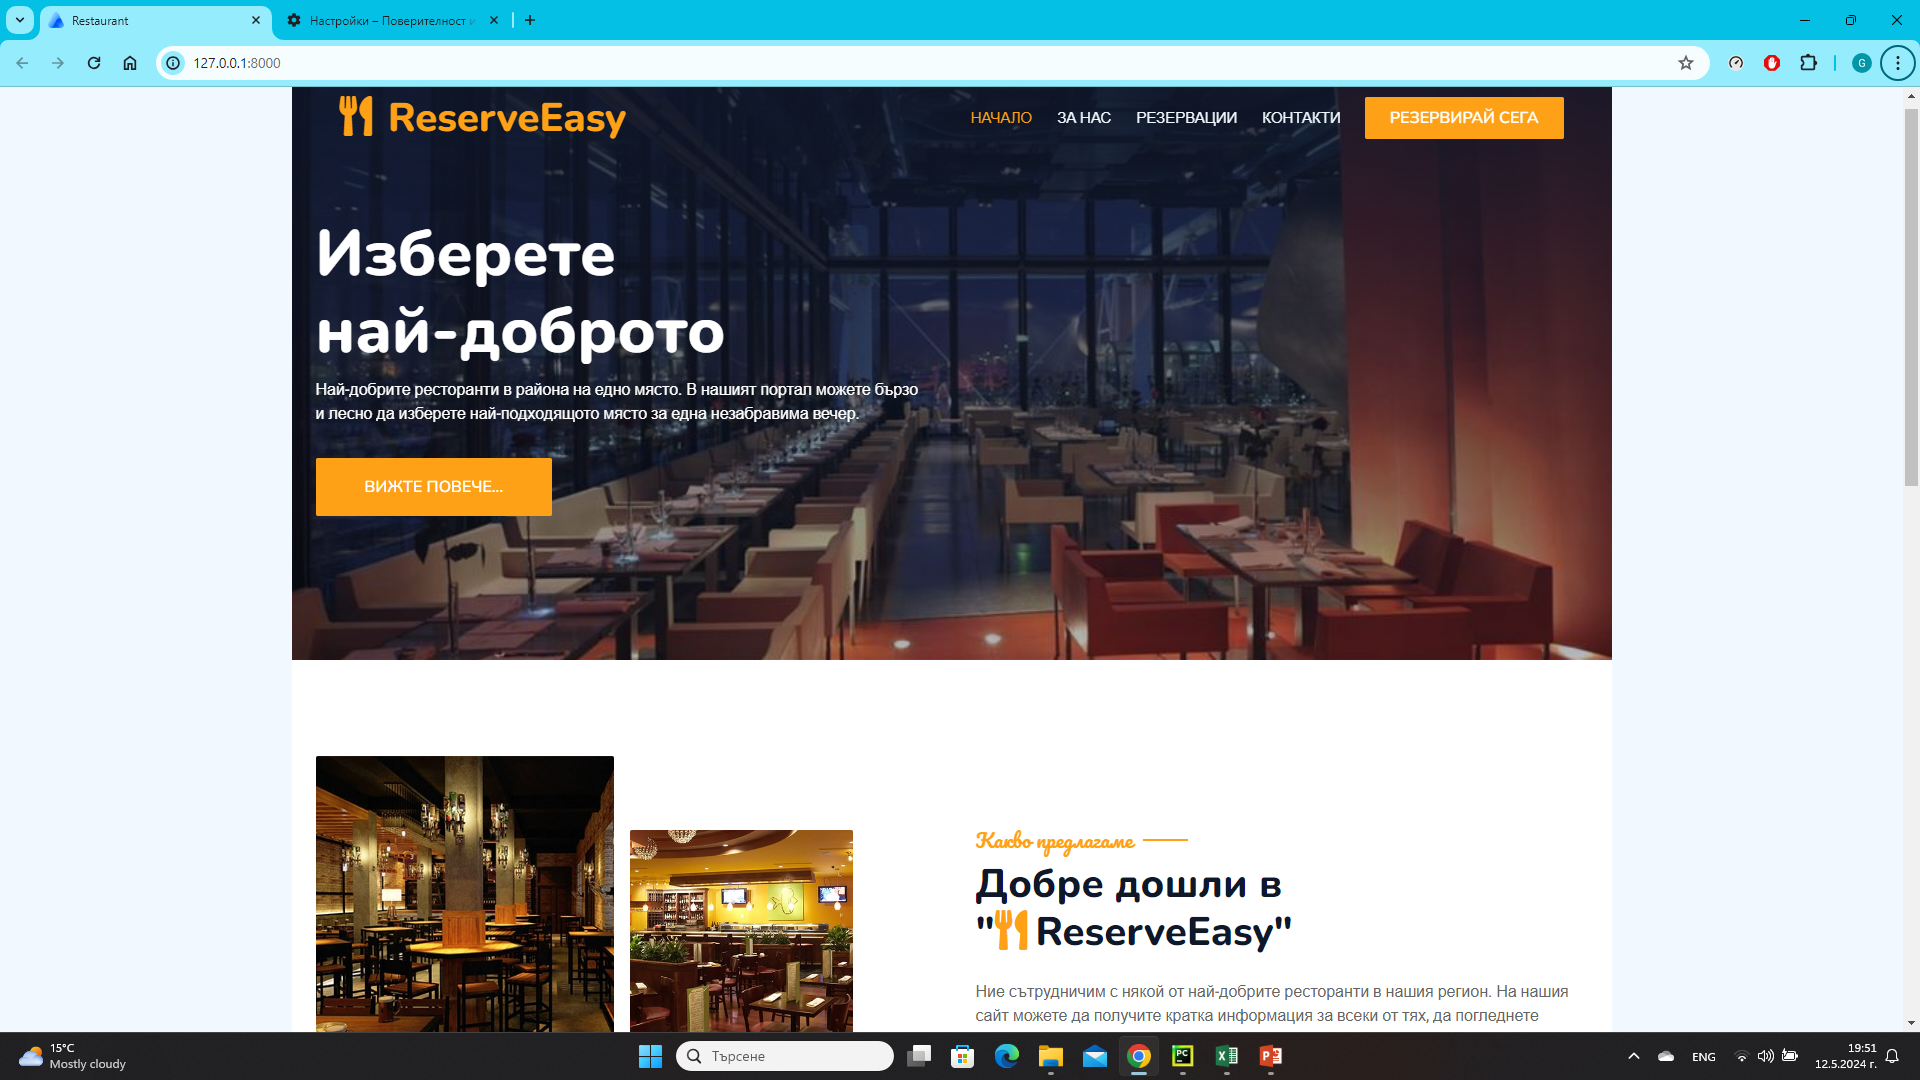 Restaurant
Настройки – Поверителност и
127.0.0.1:8000
G
ReserveEasy
НАЧАЛО ЗА НАС РЕЗЕРВАЦИИ КОНТАКТИ РЕЗЕРВИРАЙ СЕГА
Изберете
най-доброто
Най-добрите ресторанти в района на едно място. В нашият портал можете бързо
и лесно да изберете най-подходящото място за една незабравима вечер.
ВИЖТЕ ПОВЕЧЕ...
Какво предлагаме
Добре дошли в
"ReserveEasy"
Ние сътрудничим с някой от най-добрите ресторанти в нашия регион. На нашия
сайт можете да получите кратка информация за всеки от тях, да погледнете
15°C
Mostly cloudy
Търсене
PC
ENG
19:51
12.5.2024 г.